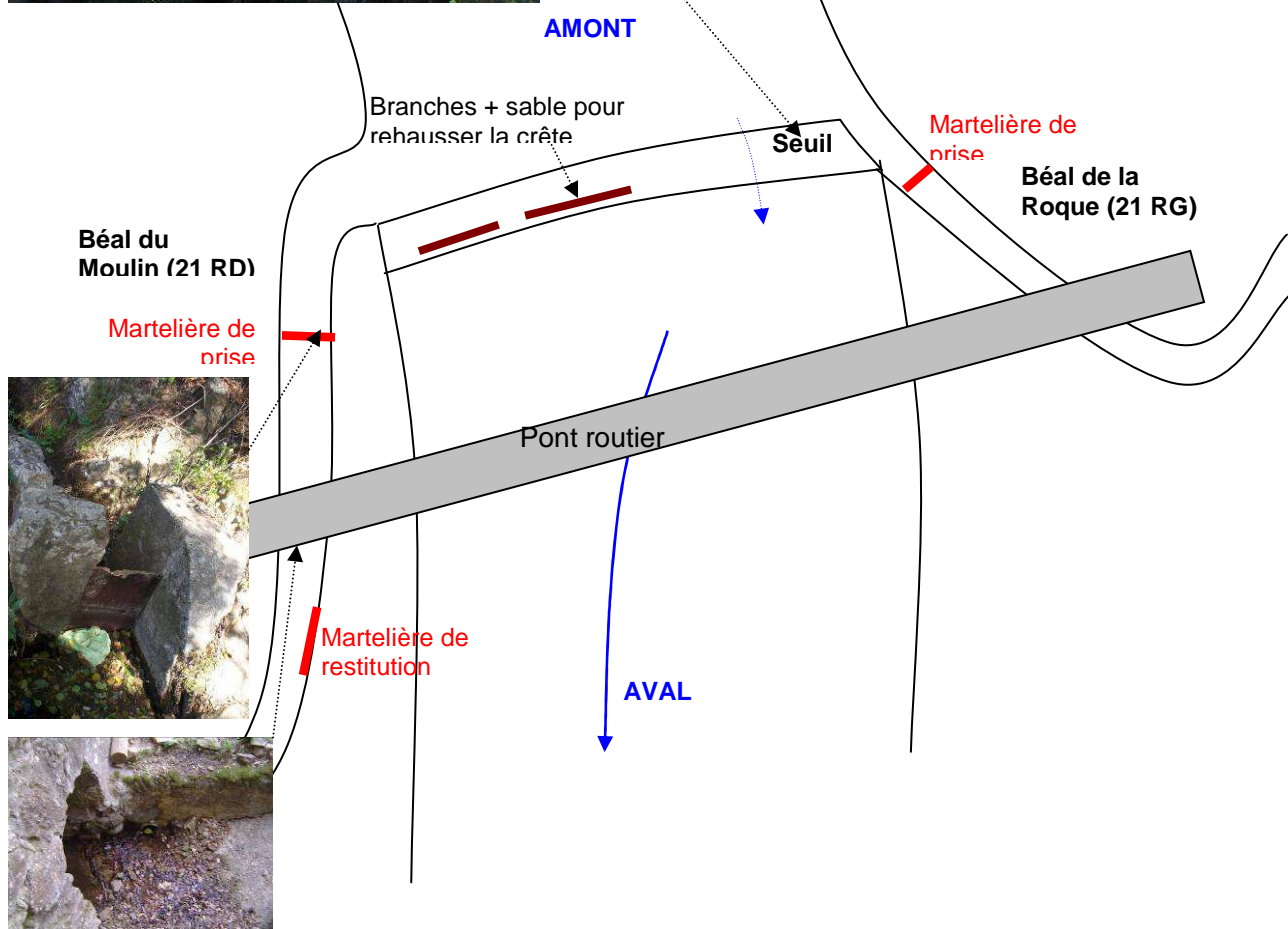 AMONT
Branches + sable pour
rehausser la crête
Seuil
Martelière de
prise
Béal de la
Roque (21 RG)
Béal du
Moulin (21 RD)
Martelière de
prise
Pont routier
Martelière de
restitution
AVAL